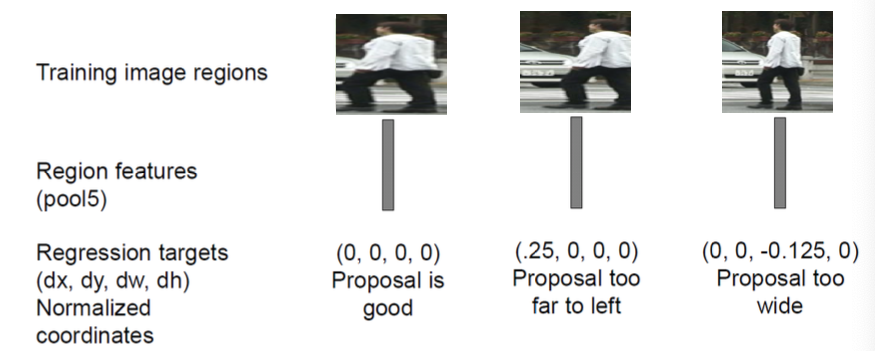 Training image regions
Region features
(pool5)
Regression targets
(dx, dy, dw, dh)
Normalized
coordinates
(0, 0, 0, 0)
Proposal is
good
(.25, 0, 0, 0)
Proposal too
far to left
(0, 0, -0.125, 0)
Proposal too
wide